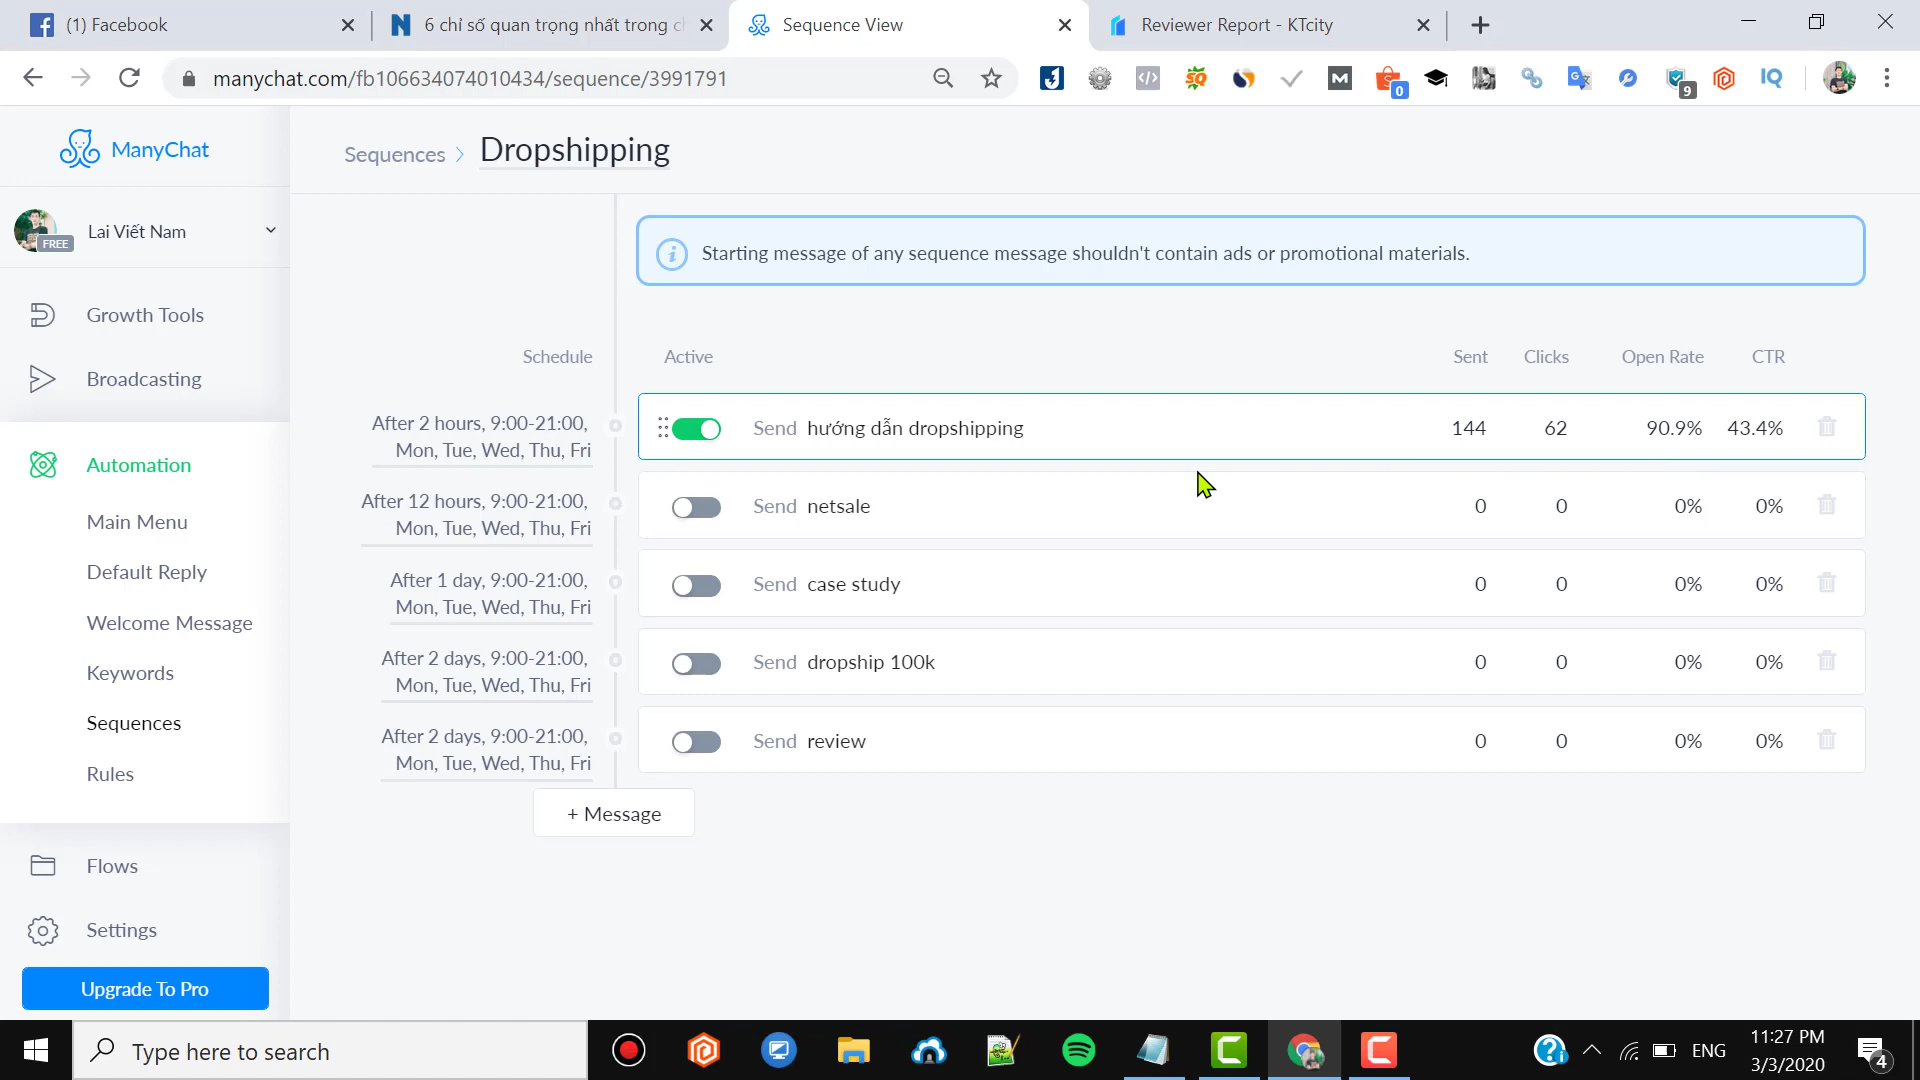 (1) Facebook
6 chỉ số quan trọng nhất trong c
Sequence View
Reviewer Report - KTcity
manychat.com/fb106634074010434/sequence/3991791
0
9
IQ
ManyChat
Sequences
Dropshipping
FREE
Lai Viết Nam
Starting message of any sequence message shouldn't contain ads or promotional materials.
Growth Tools
Schedule
Active
Sent
Clicks
Open Rate
CTR
Broadcasting
After 2 hours, 9:00-21:00,
Mon, Tue, Wed, Thu, Fri
Send hướng dẫn dropshipping
144
62
90.9%
43.4%
Automation
After 12 hours, 9:00-21:00,
Mon, Tue, Wed, Thu, Fri
Send netsale
0
0
0%
0%
Main Menu
Default Reply
After 1 day, 9:00-21:00,
Mon, Tue, Wed, Thu, Fri
Send case study
0
0
0%
0%
Welcome Message
After 2 days, 9:00-21:00,
Mon, Tue, Wed, Thu, Fri
Send dropship 100k
0
0
0%
0%
Keywords
Sequences
After 2 days, 9:00-21:00,
Mon, Tue, Wed, Thu, Fri
Send review
0
0
0%
0%
Rules
+ Message
Flows
Settings
Upgrade To Pro
Type here to search
ENG
11:27 PM
3/3/2020
4